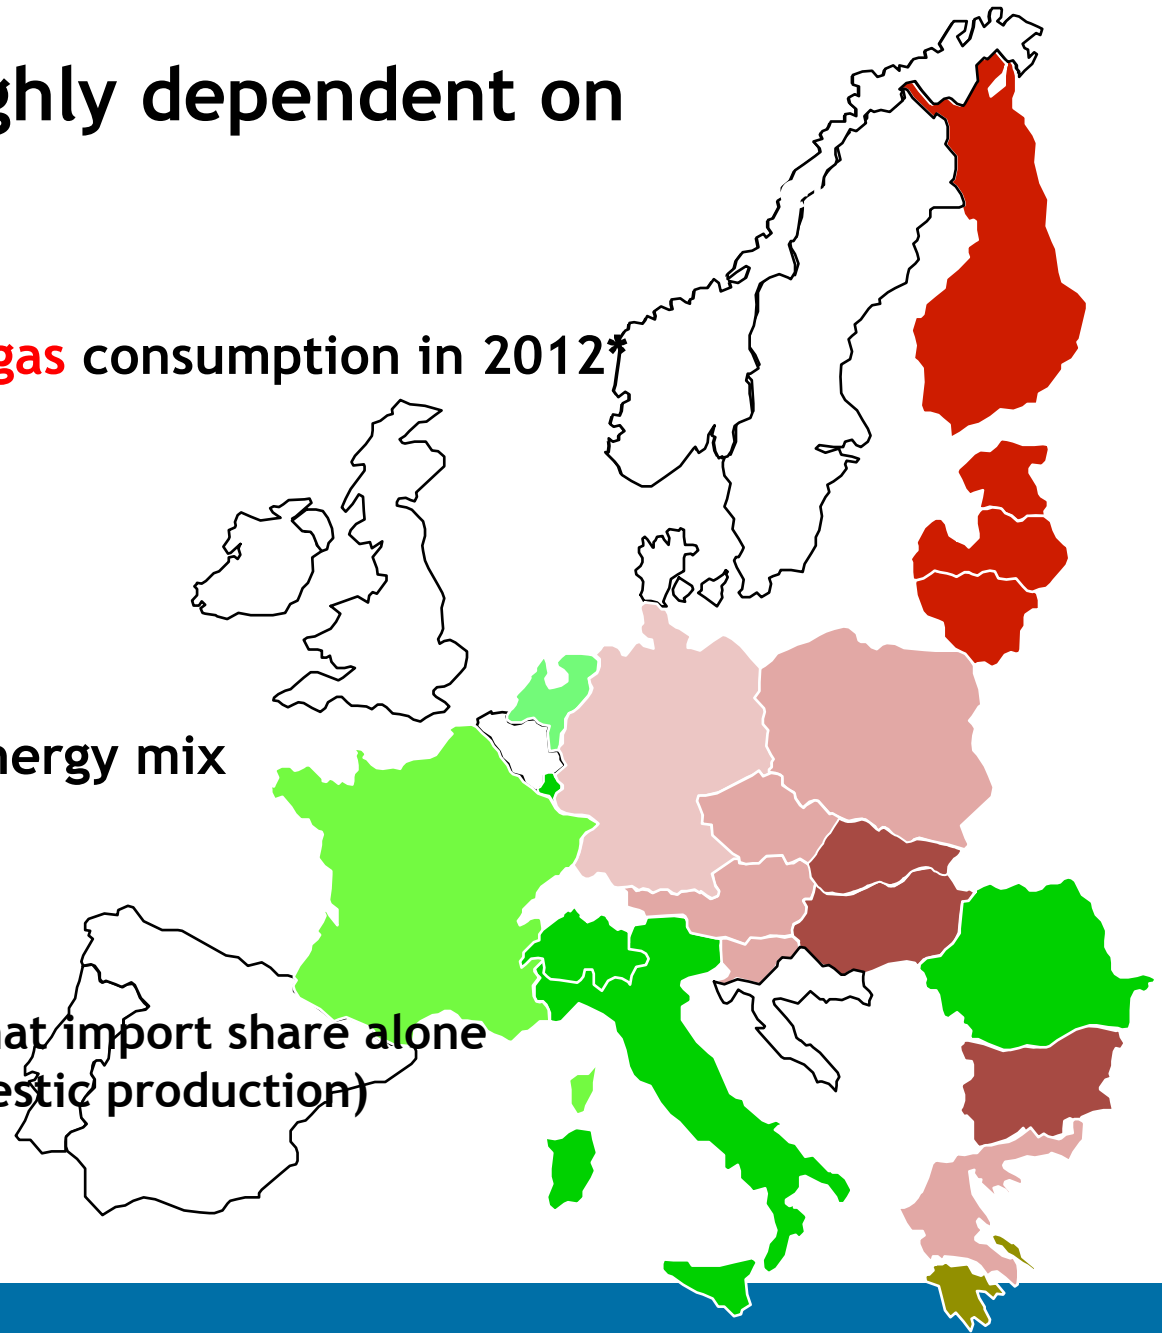 ghly dependent on
gas consumption in 2012*
nergy mix
at import share alone
estic production)